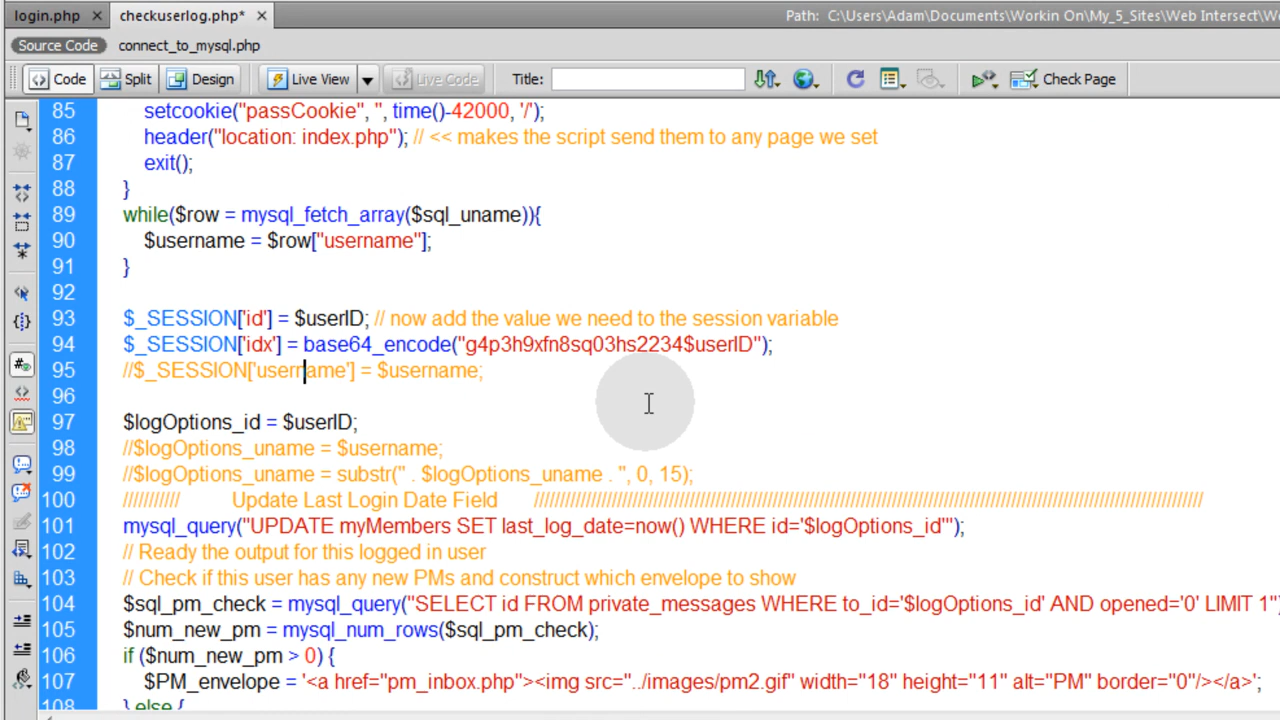 login.php × checkuserlog.php* × Path: C:\Users\Adam\Documents\Workin On\My_5_Sites\Web Intersect\We
Source Code connect_to_mysql.php
Code Split Design Live View Live Code Title: Check Page
85 setcookie("passCookie", '', time()-42000, '/');
86 header("location: index.php"); // << makes the script send them to any page we set
87 exit();
88 }
89 while($row = mysql_fetch_array($sql_uname)){
90 $username = $row["username"];
91 }
92
93 $_SESSION['id'] = $userID; // now add the value we need to the session variable
94 $_SESSION['idx'] = base64_encode("g4p3h9xfn8sq03hs2234$userID");
95 //$_SESSION['username'] = $username;
96
97 $logOptions_id = $userID;
98 //$logOptions_uname = $username;
99 //$logOptions_uname = substr('' . $logOptions_uname . '', 0, 15);
100 /////////// Update Last Login Date Field //////////////////////////////////////////////////////////////////////////////////////////////////////////////
101 mysql_query("UPDATE myMembers SET last_log_date=now() WHERE id='$logOptions_id'");
102 // Ready the output for this logged in user
103 // Check if this user has any new PMs and construct which envelope to show
104 $sql_pm_check = mysql_query("SELECT id FROM private_messages WHERE to_id='$logOptions_id' AND opened='0' LIMIT 1")
105 $num_new_pm = mysql_num_rows($sql_pm_check);
106 if ($num_new_pm > 0) {
107 $PM_envelope = '<a href="pm_inbox.php"><img src="../images/pm2.gif" width="18" height="11" alt="PM" border="0"/></a>';
108 } else {